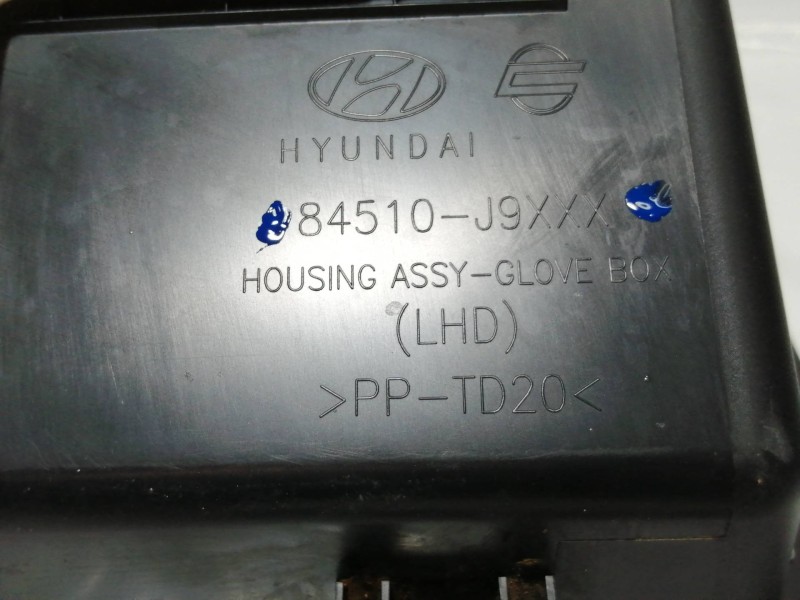 HYUNDAI
84510-J9XXX
HOUSING ASSY-GLOVE BOX
(LHD)
>PP-TD20<